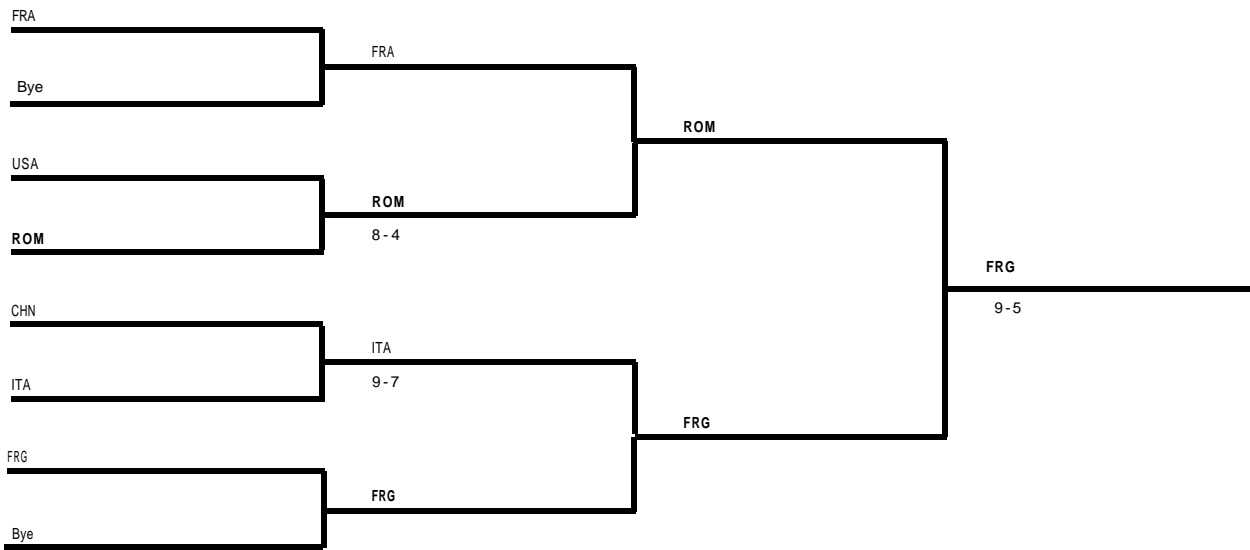 FRA
Bye
USA
ROM
CHN
ITA
FRG
Bye
FRA
ROM
8-4
ITA
9-7
FRG
ROM
FRG
FRG
9-5